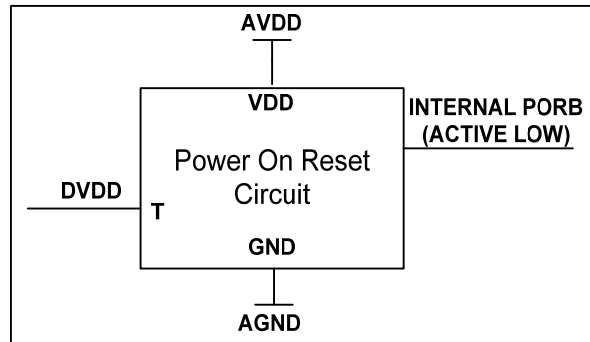 AVDD
VDD
INTERNAL PORB
(ACTIVE LOW)
Power On Reset
Circuit
DVDD
T
GND
AGND